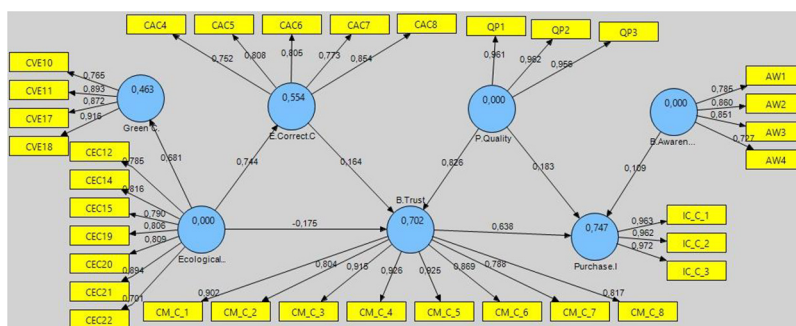 CAC4
CAC5
CAC6
CAC7
CAC8
QP1
QP2
QP3
0,752
0,808
0,805
0,773
0,854
0,961
0,982
0,956
CVE10
CVE11
CVE17
CVE18
0,765
0,893
0,872
0,916
0,463
Green C.
0,554
E.Correct.C
0,000
P.Quality
0,000
B.Awaren...
AW1
AW2
AW3
AW4
0,785
0,860
0,851
0,727
0,681
0,744
0,164
0,826
0,183
0,109
CEC12
CEC14
CEC15
CEC19
CEC20
CEC21
CEC22
0,785
0,816
0,790
0,806
0,809
0,894
0,701
0,000
Ecological..
-0,175
B.Trust
0,702
0,638
0,747
Purchase.I
0,963
0,962
0,972
IC_C_1
IC_C_2
IC_C_3
0,902
0,804
0,915
0,926
0,925
0,869
0,788
0,817
CM_C_1
CM_C_2
CM_C_3
CM_C_4
CM_C_5
CM_C_6
CM_C_7
CM_C_8